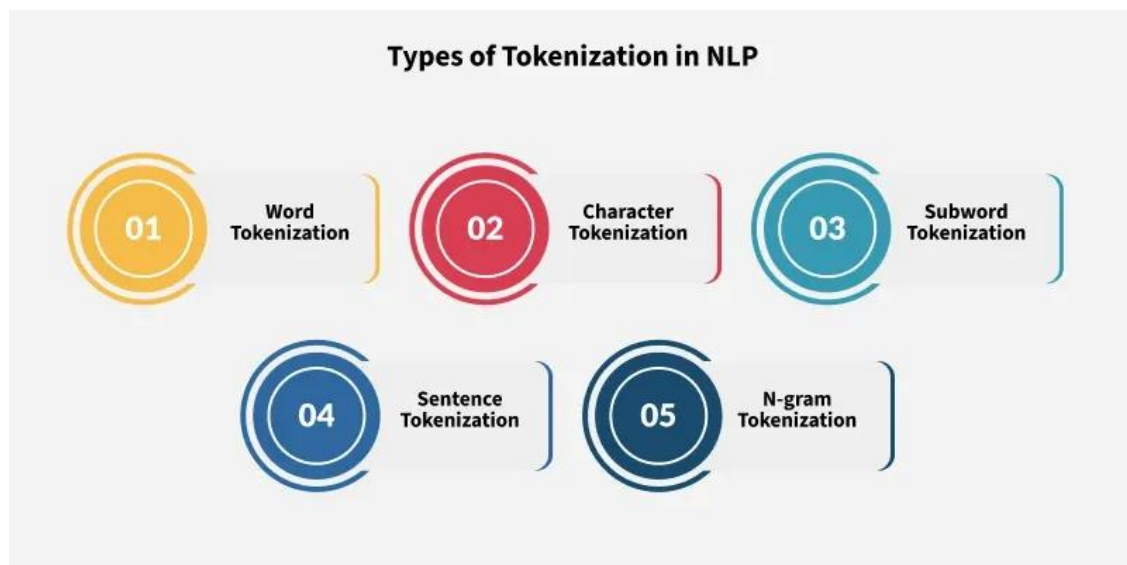 Types of Tokenization in NLP
01
Word
Tokenization
02
Character
Tokenization
03
Subword
Tokenization
04
Sentence
Tokenization
05
N-gram
Tokenization